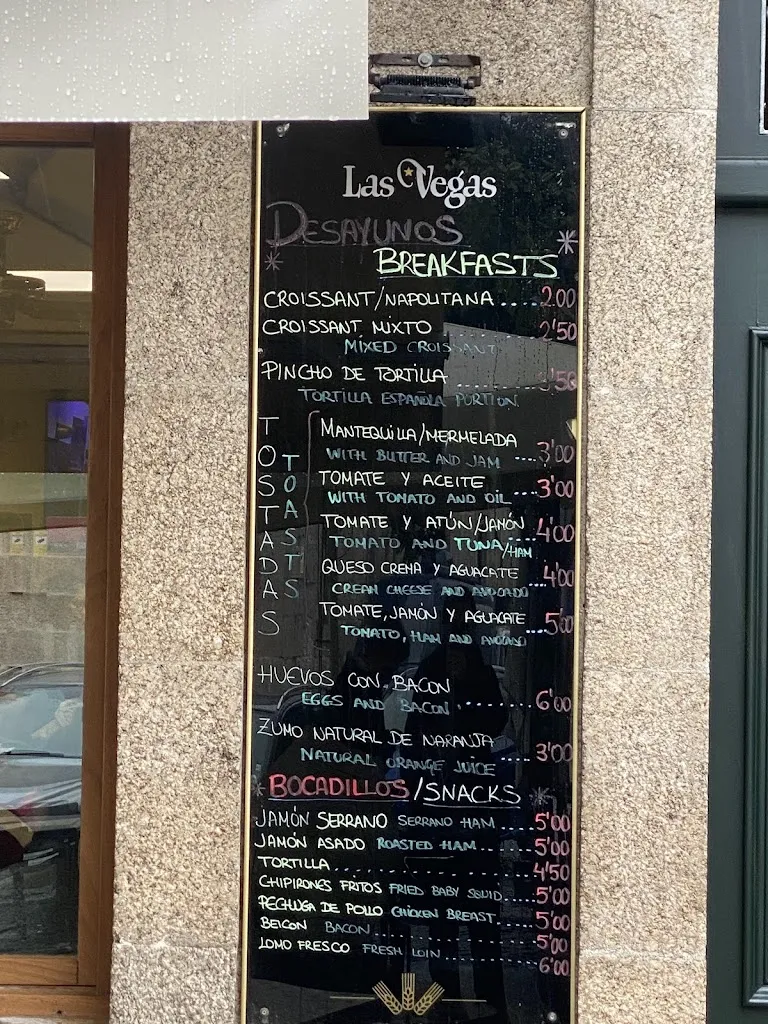 Las Vegas
DESAYUNOS
BREAKFASTS
CROISSANT/NAPOLITANA ....2.00
CROISSANT MIXTO ........2'50
MIXED CROISSANT
PINCHO DE TORTILLA
TORTILLA ESPAÑOLA PORTION
TOSTADAS
TOASTS
MANTEQUILLA/MERMELADA
WITH BUTTER AND JAM ....3'00
TOMATE Y ACEITE
WITH TOMATO AND OIL ....3'00
TOMATE Y ATÚN/JAMÓN 4'00
TOMATO AND TUNA/HAM
QUESO CREMA Y AGUACATE ...4'00
CREAM CHEESE AND AVOCADO
TOMATE, JAMÓN Y AGUACATE ...5'00
TOMATO, HAM AND AVOCADO
HUEVOS CON BACON
EGGS AND BACON ........6'00
ZUMO NATURAL DE NARANJA
NATURAL ORANGE JUICE ....3'00
BOCADILLOS/SNACKS
JAMÓN SERRANO SERRANO HAM ....5'00
JAMÓN ASADO ROASTED HAM ....5'00
TORTILLA ................4'50
CHIPIRONES FRITOS FRIED BABY SQUID ...5'00
PECHUGA DE POLLO CHICKEN BREAST ...5'00
BEICON BACON ............5'00
LOMO FRESCO FRESH LOIN ........6'00